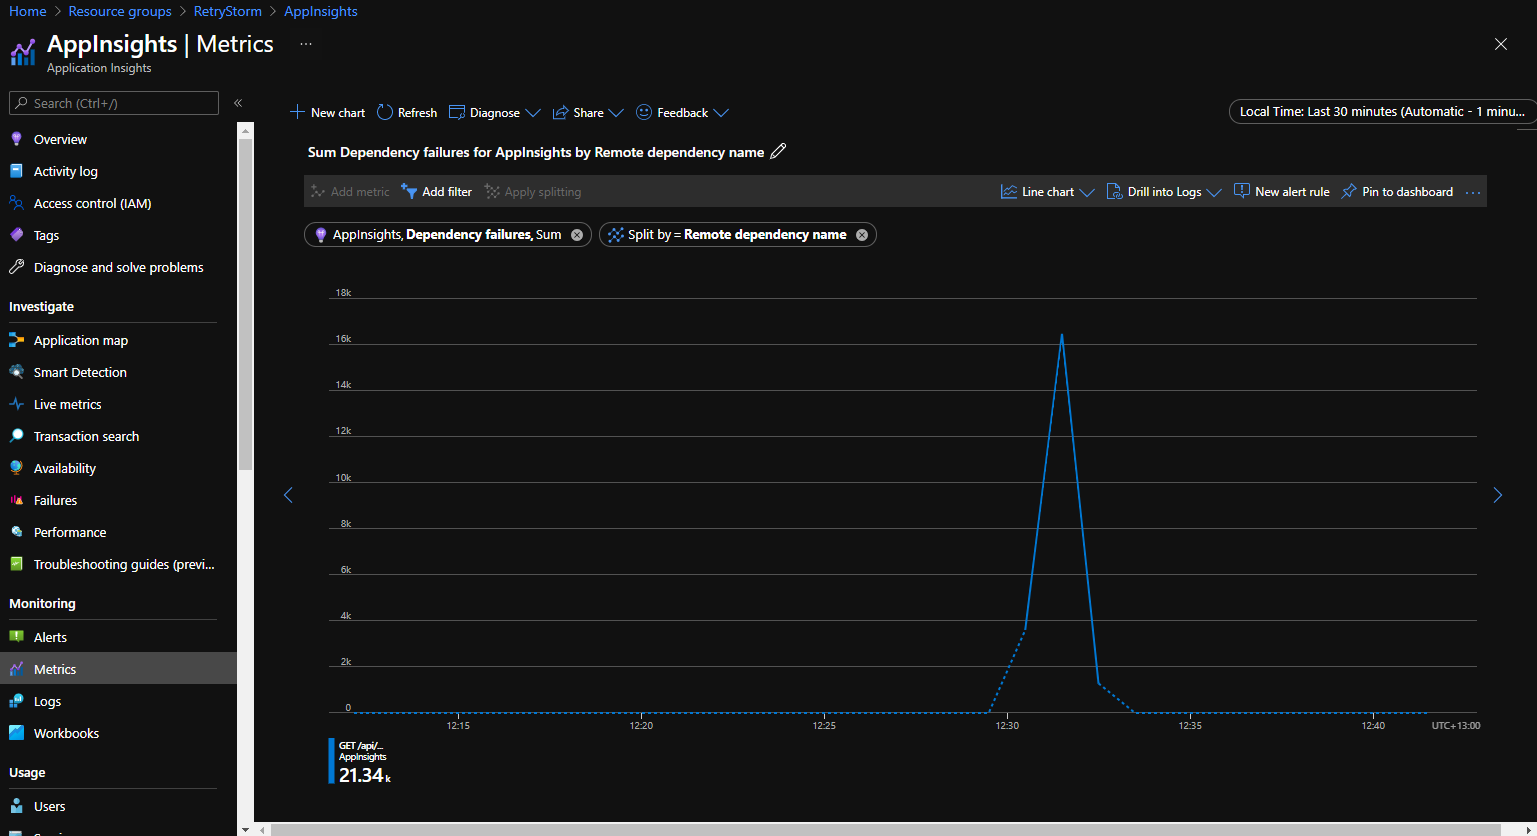 Home > Resource groups > RetryStorm > AppInsights
AppInsights | Metrics ...
Application Insights
Search (Ctrl+/)
Overview
Activity log
Access control (IAM)
Tags
Diagnose and solve problems
Investigate
Application map
Smart Detection
Live metrics
Transaction search
Availability
Failures
Performance
Troubleshooting guides (previ...
Monitoring
Alerts
Metrics
Logs
Workbooks
Usage
Users
New chart Refresh Diagnose Share Feedback
Local Time: Last 30 minutes (Automatic - 1 minu...
Sum Dependency failures for AppInsights by Remote dependency name
Add metric Add filter Apply splitting Line chart Drill into Logs New alert rule Pin to dashboard ...
AppInsights, Dependency failures, Sum Split by = Remote dependency name
18k
16k
14k
12k
10k
8k
6k
4k
2k
0
12:15 12:20 12:25 12:30 12:35 12:40 UTC+13:00
GET /api/...
AppInsights
21.34 k